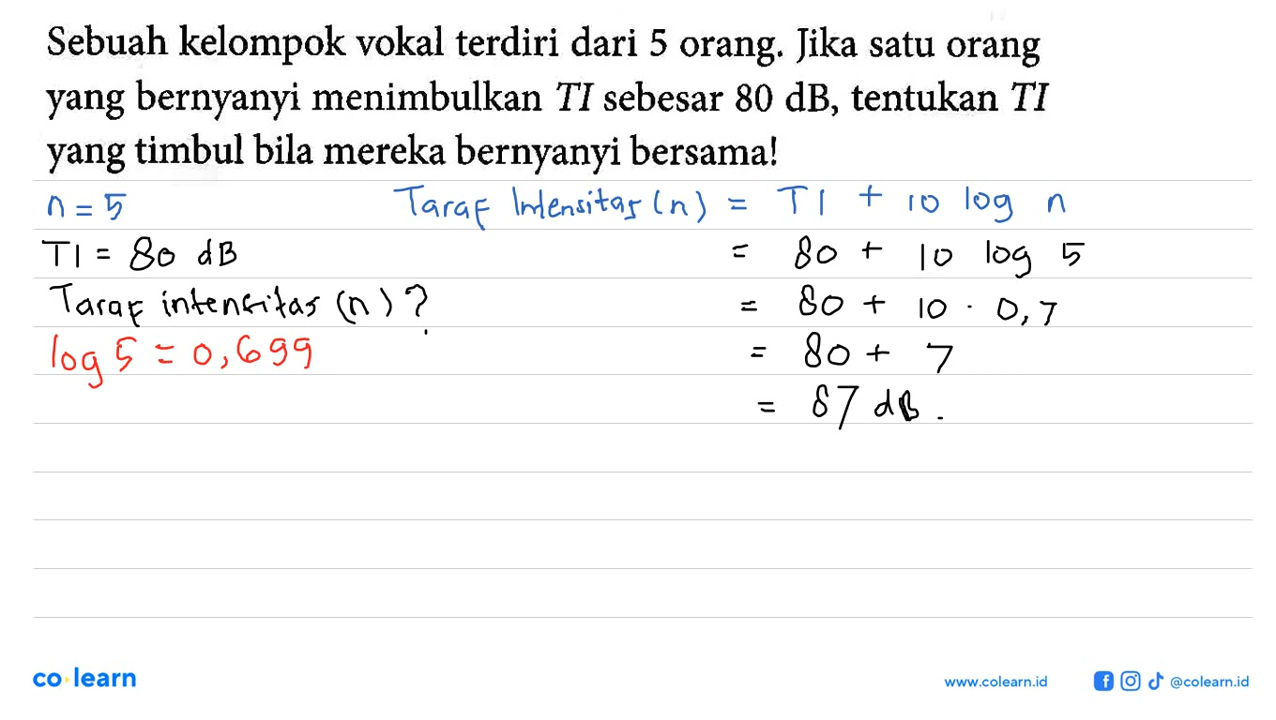 Sebuah kelompok vokal terdiri dari 5 orang. Jika satu orang
yang bernyanyi menimbulkan TI sebesar 80 dB, tentukan TI
yang timbul bila mereka bernyanyi bersama!
n = 5 Taraf Intensitas (n) = TI + 10 log n
TI = 80 dB = 80 + 10 log 5
Taraf intensitas (n) ? = 80 + 10 · 0,7
log 5 = 0,699 = 80 + 7
= 87 dB.
co·learn www.colearn.id @colearn.id